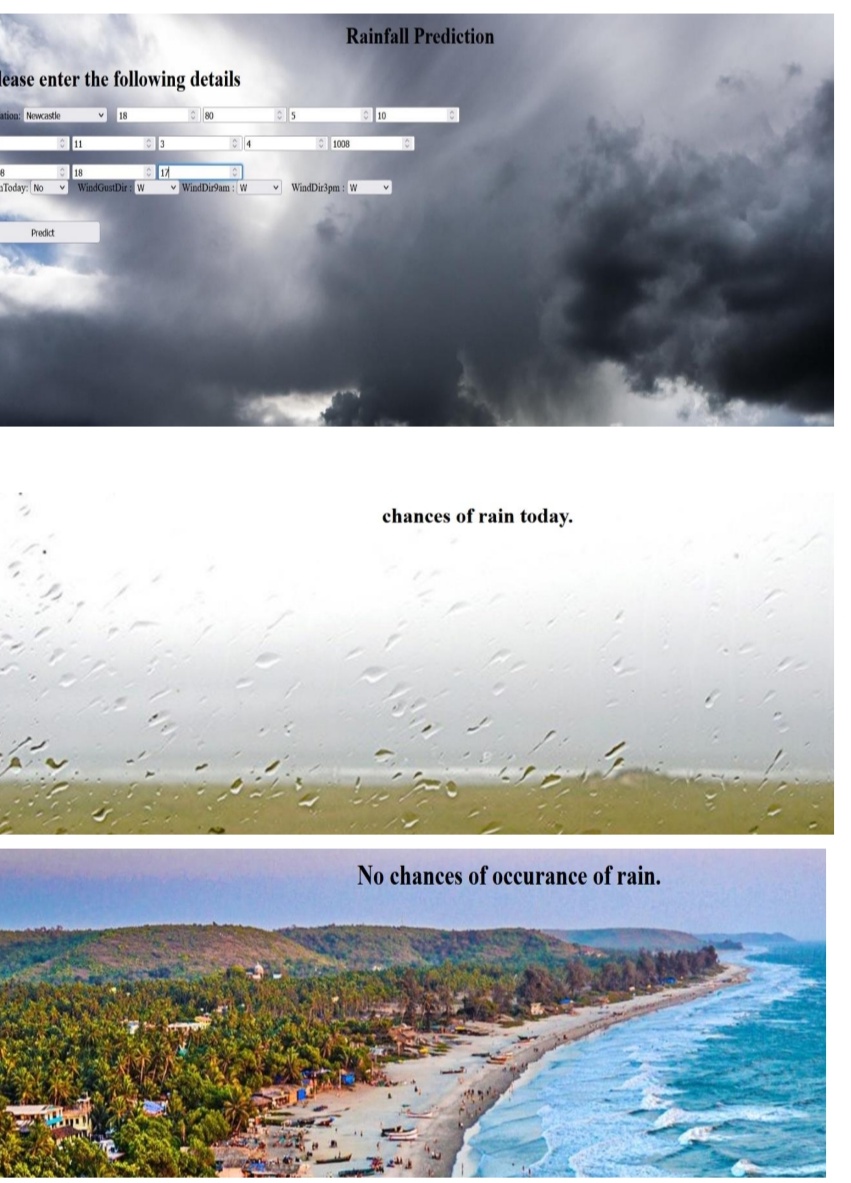 Rainfall Prediction
lease enter the following details
ation: Newcastle 18 80 5 10
11 3 4 1008
8 18 17
nToday: No WindGustDir : W WindDir9am : W WindDir3pm : W
Predict
chances of rain today.
No chances of occurance of rain.